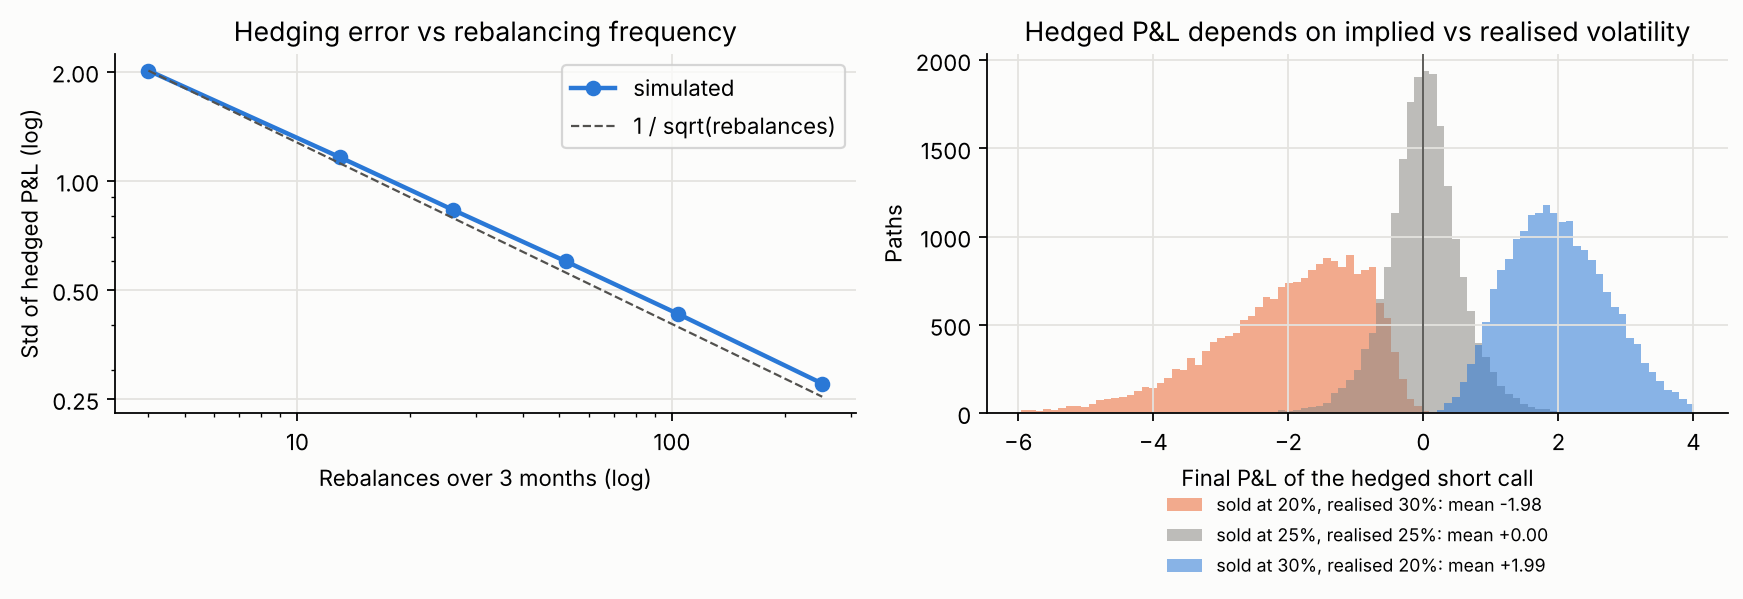 Hedging error vs rebalancing frequency
Std of hedged P&L (log)
2.00
1.00
0.50
0.25
simulated
1 / sqrt(rebalances)
10
100
Rebalances over 3 months (log)
Hedged P&L depends on implied vs realised volatility
Paths
2000
1500
1000
500
0
−6
−4
−2
0
2
4
Final P&L of the hedged short call
sold at 20%, realised 30%: mean -1.98
sold at 25%, realised 25%: mean +0.00
sold at 30%, realised 20%: mean +1.99